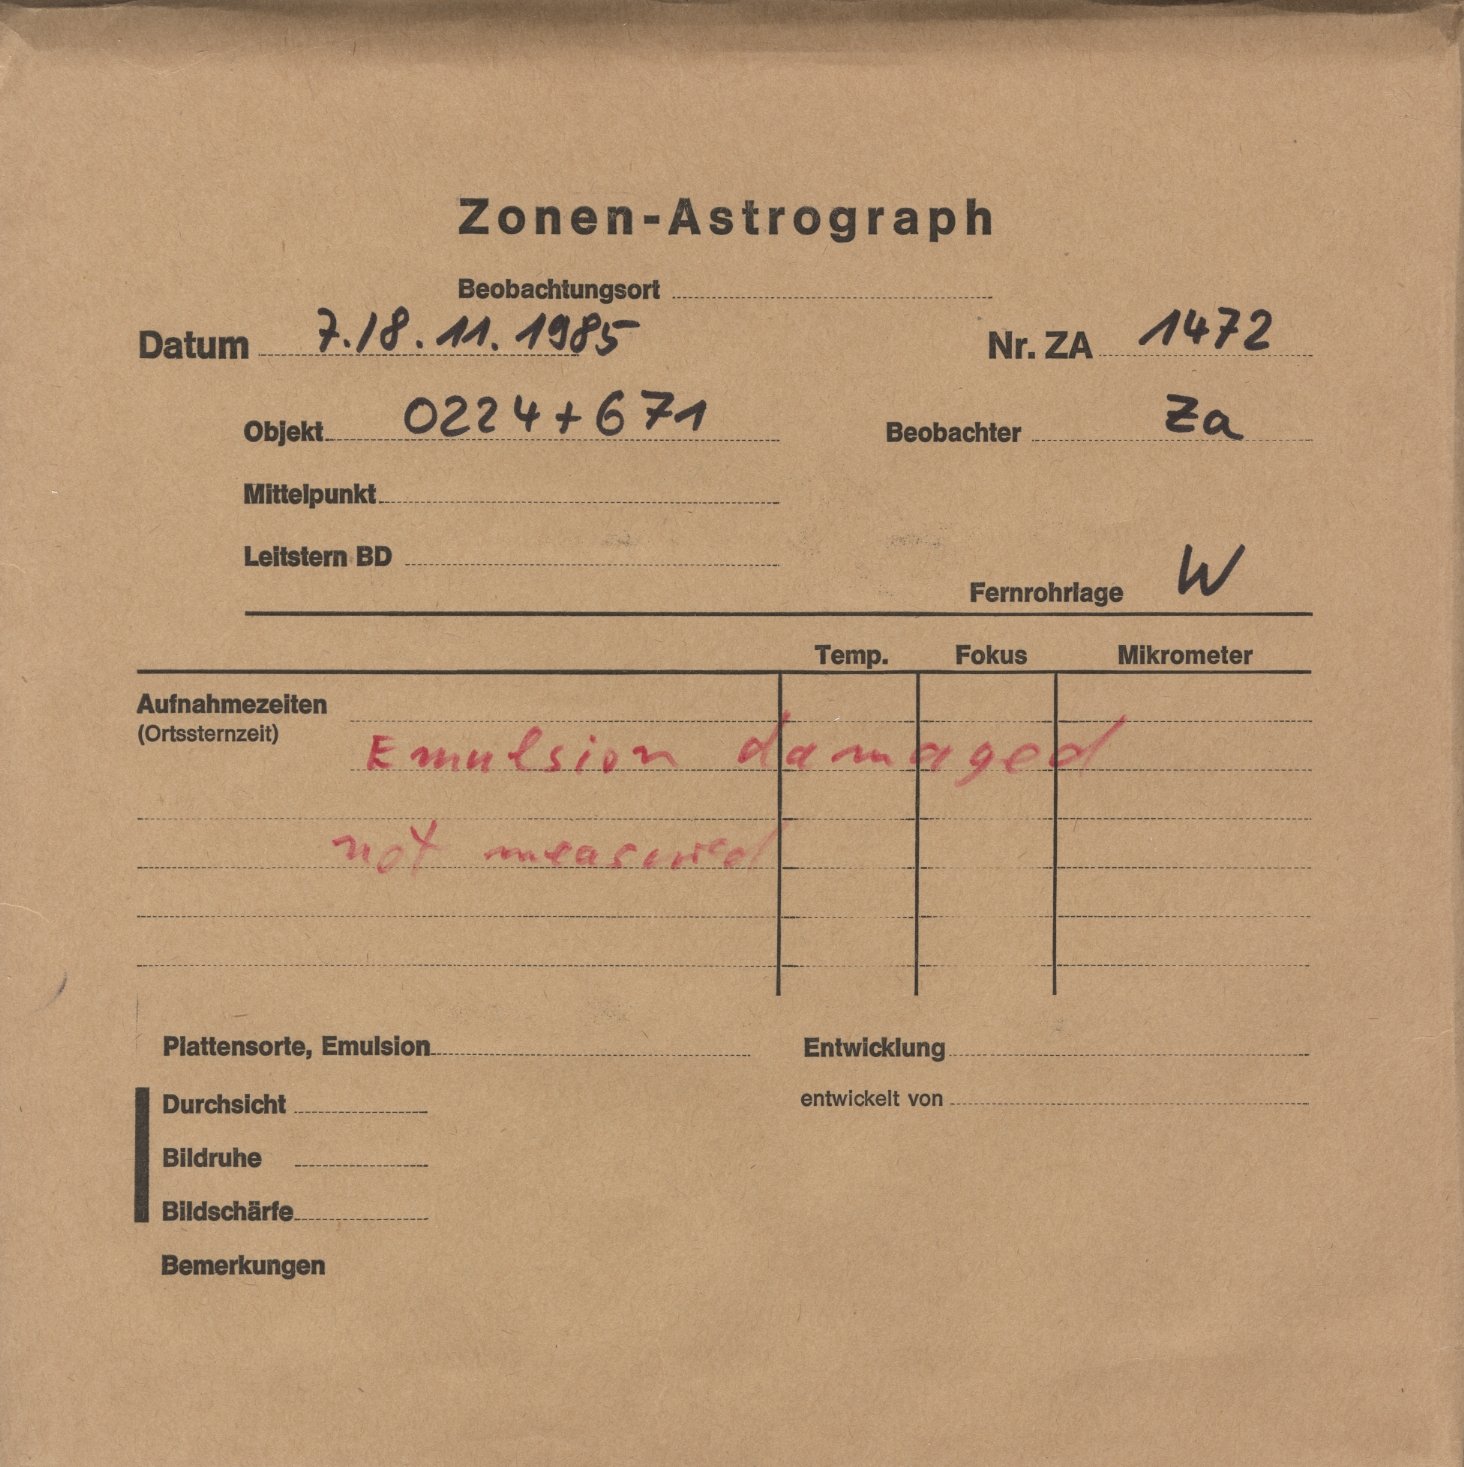 Zonen-Astrograph
Beobachtungsort
Datum 7./8. 11. 1985 Nr. ZA 1472
Objekt 0224+671 Beobachter Za
Mittelpunkt
Leitstern BD
Fernrohrlage W
Temp. Fokus Mikrometer
Aufnahmezeiten
(Ortssternzeit)
Emulsion damaged
not measured
Plattensorte, Emulsion Entwicklung
Durchsicht entwickelt von
Bildruhe
Bildschärfe
Bemerkungen